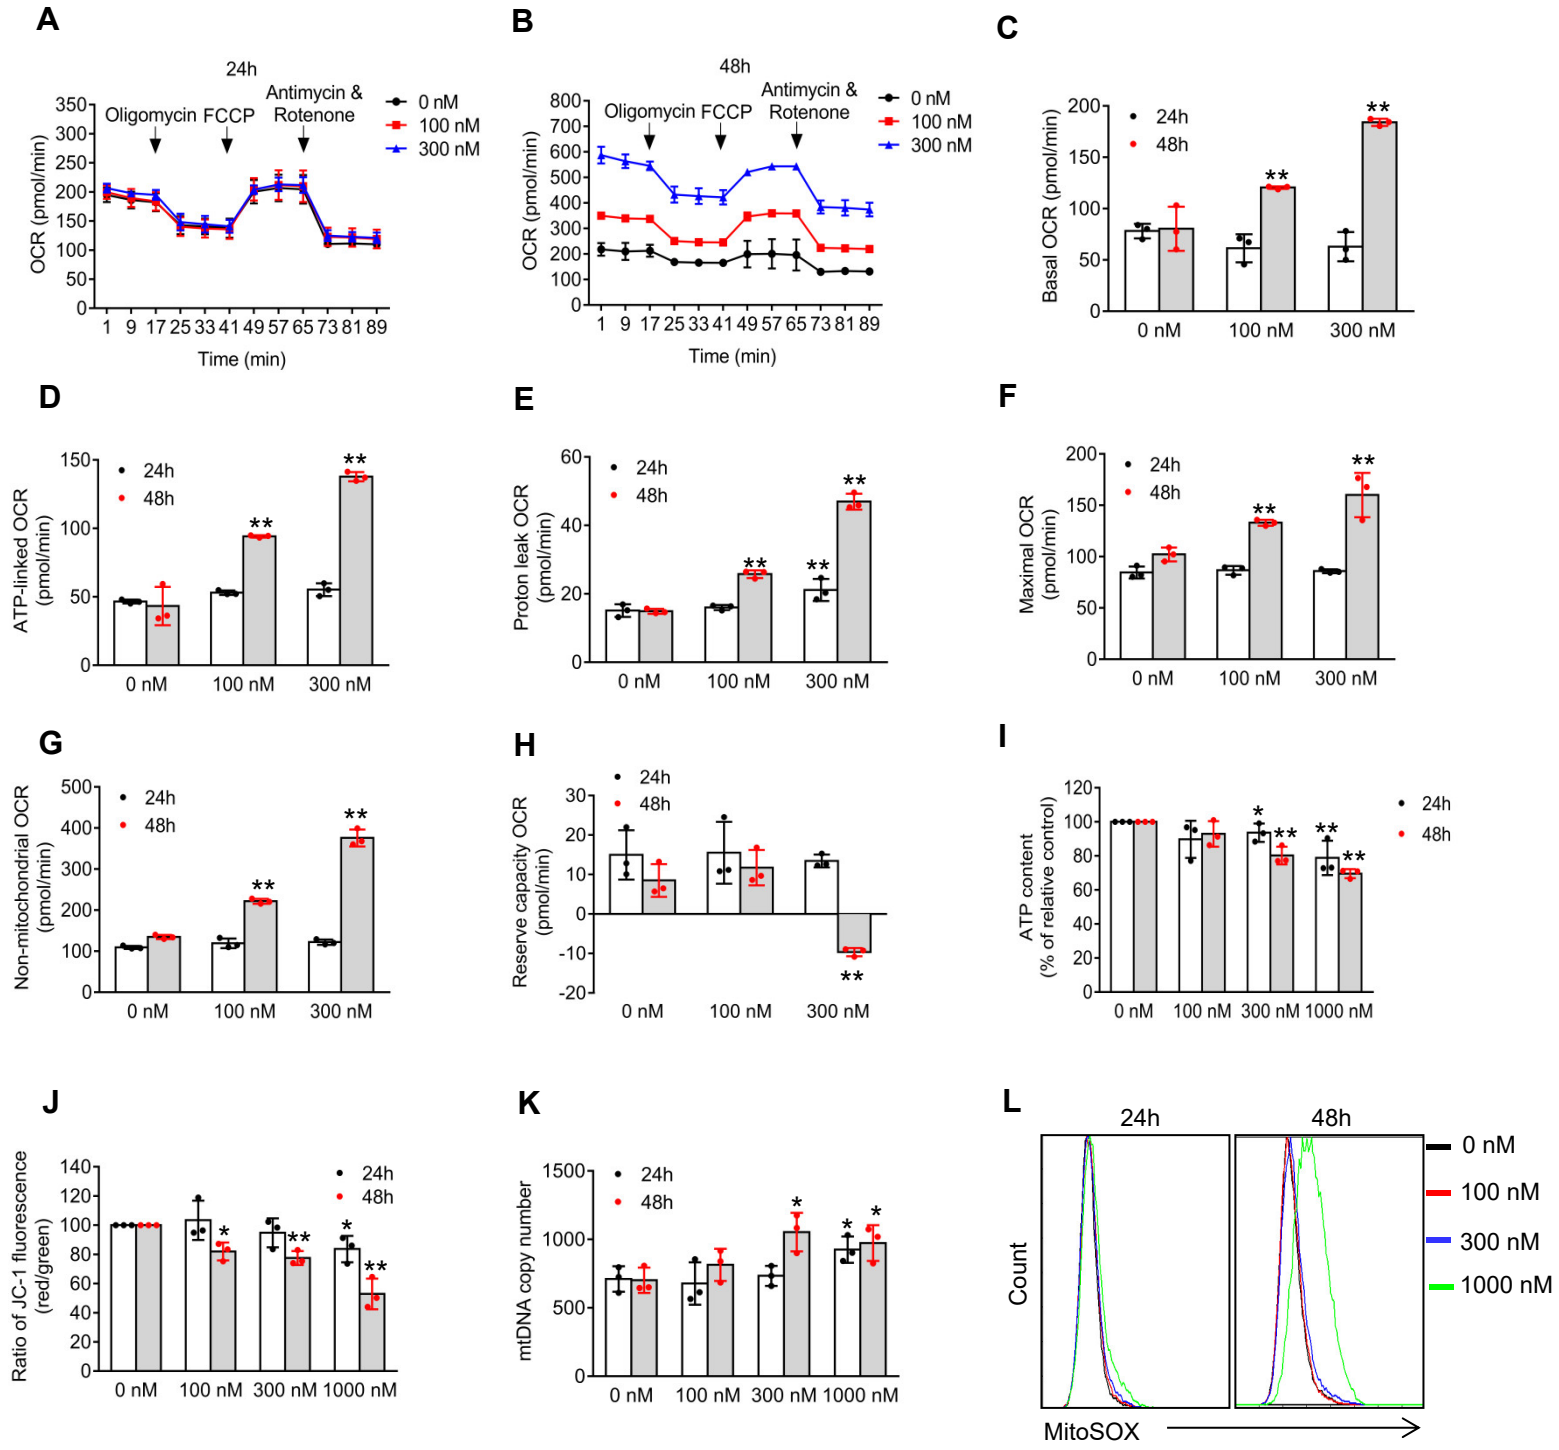 A
24h
OCR (pmol/min)
350
300
250
200
150
100
50
0
Oligomycin
FCCP
Antimycin &
Rotenone
0 nM
100 nM
300 nM
1 9 17 25 33 41 49 57 65 73 81 89
Time (min)
B
48h
OCR (pmol/min)
800
700
600
500
400
300
200
100
0
Oligomycin
FCCP
Antimycin &
Rotenone
0 nM
100 nM
300 nM
1 9 17 25 33 41 49 57 65 73 81 89
Time (min)
C
Basal OCR (pmol/min)
200
150
100
50
0
24h
48h
**
**
0 nM 100 nM 300 nM
D
ATP-linked OCR
(pmol/min)
150
100
50
0
24h
48h
**
**
0 nM 100 nM 300 nM
E
Proton leak OCR
(pmol/min)
60
40
20
0
24h
48h
**
**
**
0 nM 100 nM 300 nM
F
Maximal OCR
(pmol/min)
200
150
100
50
0
24h
48h
**
**
0 nM 100 nM 300 nM
G
Non-mitochondrial OCR
(pmol/min)
500
400
300
200
100
0
24h
48h
**
**
0 nM 100 nM 300 nM
H
Reserve capacity OCR
(pmol/min)
30
20
10
0
-10
-20
24h
48h
**
0 nM 100 nM 300 nM
I
ATP content
(% of relative control)
120
100
80
60
40
20
0
24h
48h
*
**
**
**
0 nM 100 nM 300 nM 1000 nM
J
Ratio of JC-1 fluorescence
(red/green)
140
120
100
80
60
40
20
0
24h
48h
*
**
*
**
0 nM 100 nM 300 nM 1000 nM
K
mtDNA copy number
1500
1000
500
0
24h
48h
*
*
*
0 nM 100 nM 300 nM 1000 nM
L
24h
48h
Count
MitoSOX
0 nM
100 nM
300 nM
1000 nM